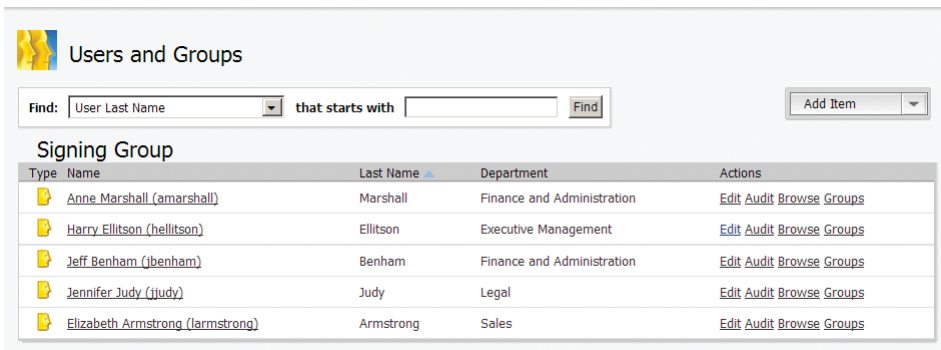 Users and Groups
Find: User Last Name that starts with Find Add Item
Signing Group
Type Name Last Name Department Actions
Anne Marshall (amarshall) Marshall Finance and Administration Edit Audit Browse Groups
Harry Ellitson (hellitson) Ellitson Executive Management Edit Audit Browse Groups
Jeff Benham (jbenham) Benham Finance and Administration Edit Audit Browse Groups
Jennifer Judy (jjudy) Judy Legal Edit Audit Browse Groups
Elizabeth Armstrong (larmstrong) Armstrong Sales Edit Audit Browse Groups